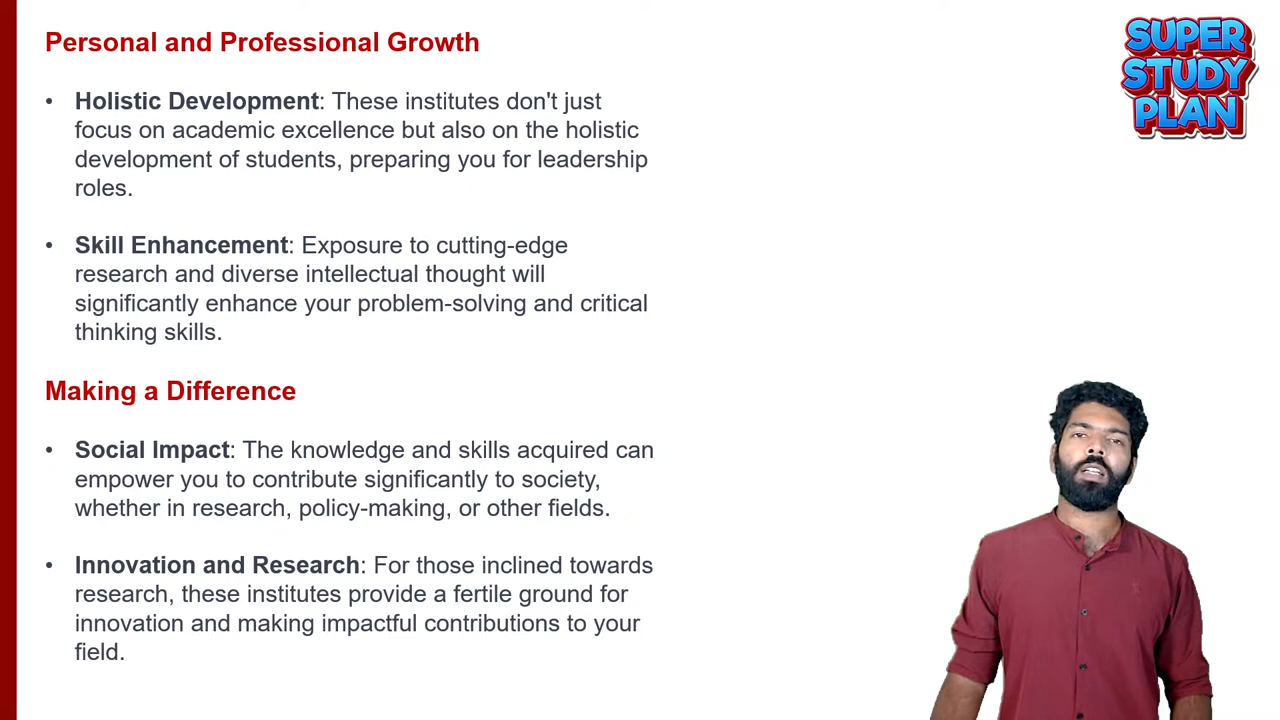 Personal and Professional Growth
• Holistic Development: These institutes don't just
focus on academic excellence but also on the holistic
development of students, preparing you for leadership
roles.
• Skill Enhancement: Exposure to cutting-edge
research and diverse intellectual thought will
significantly enhance your problem-solving and critical
thinking skills.
Making a Difference
• Social Impact: The knowledge and skills acquired can
empower you to contribute significantly to society,
whether in research, policy-making, or other fields.
• Innovation and Research: For those inclined towards
research, these institutes provide a fertile ground for
innovation and making impactful contributions to your
field.
SUPER
STUDY
PLAN